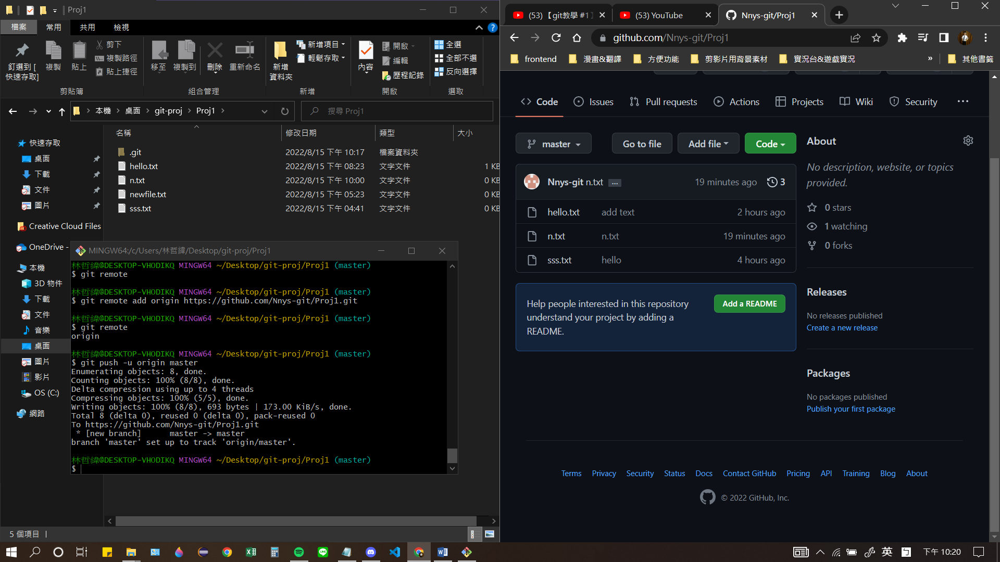 Proj1
檔案 常用 共用 檢視
釘選到 [快速存取]
複製
貼上
剪下
複製路徑
貼上捷徑
剪貼簿
移至
複製到
刪除
重新命名
組合管理
新增資料夾
新增項目
輕鬆存取
新增
內容
開啟
編輯
歷程記錄
開啟
全選
全部不選
反向選擇
選取
本機 桌面 git-proj Proj1
搜尋 Proj1
名稱 修改日期 類型 大小
.git 2022/8/15 下午 10:17 檔案資料夾
hello.txt 2022/8/15 下午 08:23 文字文件 1 KB
n.txt 2022/8/15 下午 10:00 文字文件 0 KB
newfile.txt 2022/8/15 下午 05:23 文字文件 0 KB
sss.txt 2022/8/15 下午 04:41 文字文件 0 KB
快速存取
桌面
下載
文件
圖片
Creative Cloud Files
OneDrive -
本機
3D 物件
下載
文件
音樂
桌面
圖片
影片
OS (C:)
網路
5 個項目
MINGW64:/c/Users/林哲緯/Desktop/git-proj/Proj1
林哲緯@DESKTOP-VHODIKQ MINGW64 ~/Desktop/git-proj/Proj1 (master)
$ git remote
林哲緯@DESKTOP-VHODIKQ MINGW64 ~/Desktop/git-proj/Proj1 (master)
$ git remote add origin https://github.com/Nnys-git/Proj1.git
林哲緯@DESKTOP-VHODIKQ MINGW64 ~/Desktop/git-proj/Proj1 (master)
$ git remote
origin
林哲緯@DESKTOP-VHODIKQ MINGW64 ~/Desktop/git-proj/Proj1 (master)
$ git push -u origin master
Enumerating objects: 8, done.
Counting objects: 100% (8/8), done.
Delta compression using up to 4 threads
Compressing objects: 100% (5/5), done.
Writing objects: 100% (8/8), 693 bytes | 173.00 KiB/s, done.
Total 8 (delta 0), reused 0 (delta 0), pack-reused 0
To https://github.com/Nnys-git/Proj1.git
 * [new branch]      master -> master
branch 'master' set up to track 'origin/master'.
林哲緯@DESKTOP-VHODIKQ MINGW64 ~/Desktop/git-proj/Proj1 (master)
$
(53)【git教學 #1】
(53) YouTube
Nnys-git/Proj1
github.com/Nnys-git/Proj1
frontend 漫畫&翻譯 方便功能 剪影片用背景素材 實況台&遊戲實況 » 其他書籤
Code Issues Pull requests Actions Projects Wiki Security ...
master Go to file Add file Code
Nnys-git n.txt ... 19 minutes ago 3
hello.txt add text 2 hours ago
n.txt n.txt 19 minutes ago
sss.txt hello 4 hours ago
Help people interested in this repository
understand your project by adding a
README.
Add a README
About
No description, website, or topics
provided.
0 stars
1 watching
0 forks
Releases
No releases published
Create a new release
Packages
No packages published
Publish your first package
Terms Privacy Security Status Docs Contact GitHub Pricing API Training Blog About
© 2022 GitHub, Inc.
英 下午 10:20